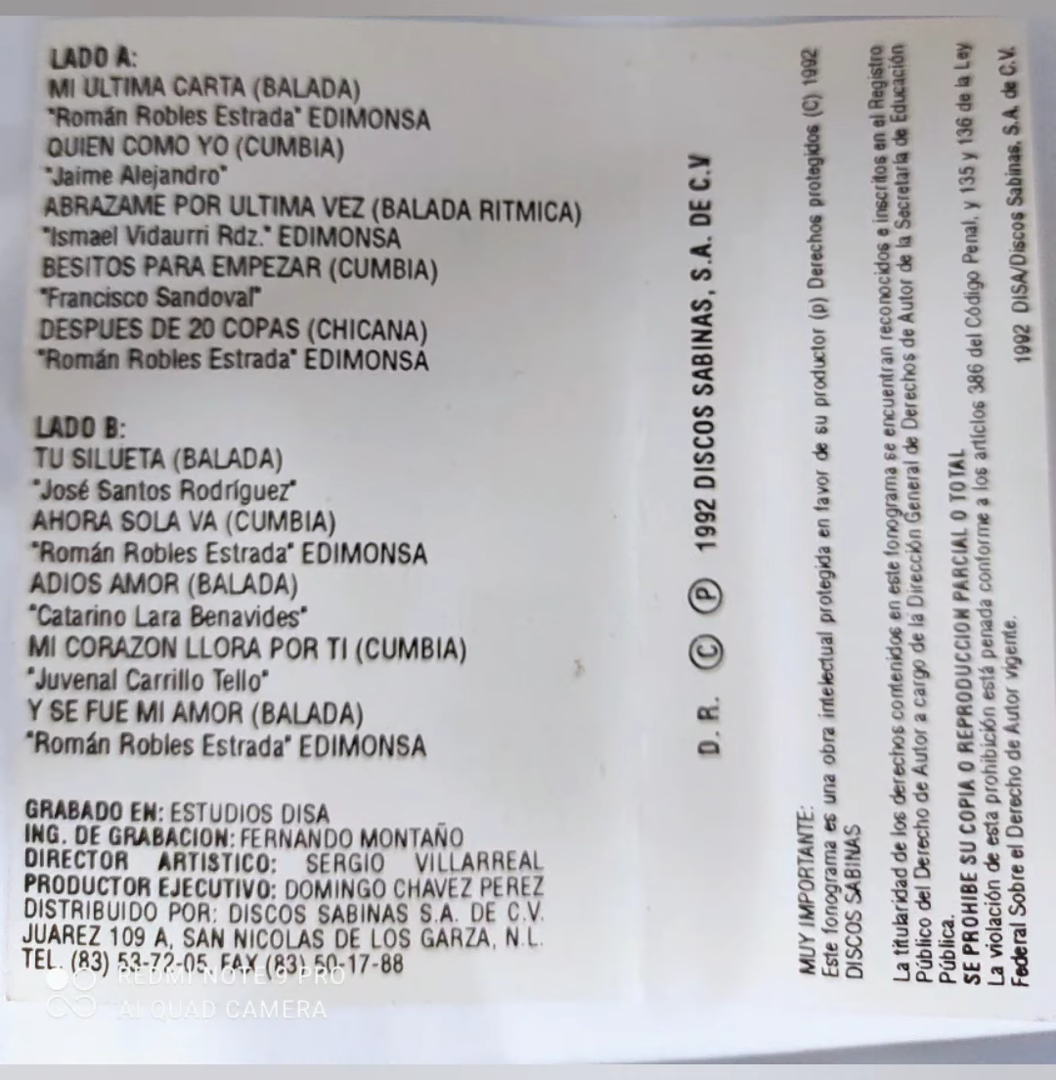 LADO A:
MI ULTIMA CARTA (BALADA)
"Román Robles Estrada" EDIMONSA
QUIEN COMO YO (CUMBIA)
"Jaime Alejandro"
ABRAZAME POR ULTIMA VEZ (BALADA RITMICA)
"Ismael Vidaurri Rdz." EDIMONSA
BESITOS PARA EMPEZAR (CUMBIA)
"Francisco Sandoval"
DESPUES DE 20 COPAS (CHICANA)
"Román Robles Estrada" EDIMONSA
LADO B:
TU SILUETA (BALADA)
"José Santos Rodríguez"
AHORA SOLA VA (CUMBIA)
"Román Robles Estrada" EDIMONSA
ADIOS AMOR (BALADA)
"Catarino Lara Benavides"
MI CORAZON LLORA POR TI (CUMBIA)
"Juvenal Carrillo Tello"
Y SE FUE MI AMOR (BALADA)
"Román Robles Estrada" EDIMONSA
GRABADO EN: ESTUDIOS DISA
ING. DE GRABACION: FERNANDO MONTAÑO
DIRECTOR ARTISTICO: SERGIO VILLARREAL
PRODUCTOR EJECUTIVO: DOMINGO CHAVEZ PEREZ
DISTRIBUIDO POR: DISCOS SABINAS S.A. DE C.V.
JUAREZ 109 A, SAN NICOLAS DE LOS GARZA, N.L.
TEL. (83) 53-72-05, FAX (83) 50-17-88
REDMI NOTE 9 PRO
AI QUAD CAMERA
D. R. © Ⓟ 1992 DISCOS SABINAS, S.A. DE C.V
MUY IMPORTANTE:
Este fonograma es una obra intelectual protegida en favor de su productor (p) Derechos protegidos (C) 1992
DISCOS SABINAS
La titularidad de los derechos contenidos en este fonograma se encuentran reconocidos e inscritos en el Registro
Público del Derecho de Autor a cargo de la Dirección General de Derechos de Autor de la Secretaría de Educación
Pública.
SE PROHIBE SU COPIA O REPRODUCCION PARCIAL O TOTAL
La violación de esta prohibición está penada conforme a los artíclos 386 del Código Penal, y 135 y 136 de la Ley
Federal Sobre el Derecho de Autor vigente.
1992 DISA/Discos Sabinas, S.A. de C.V.